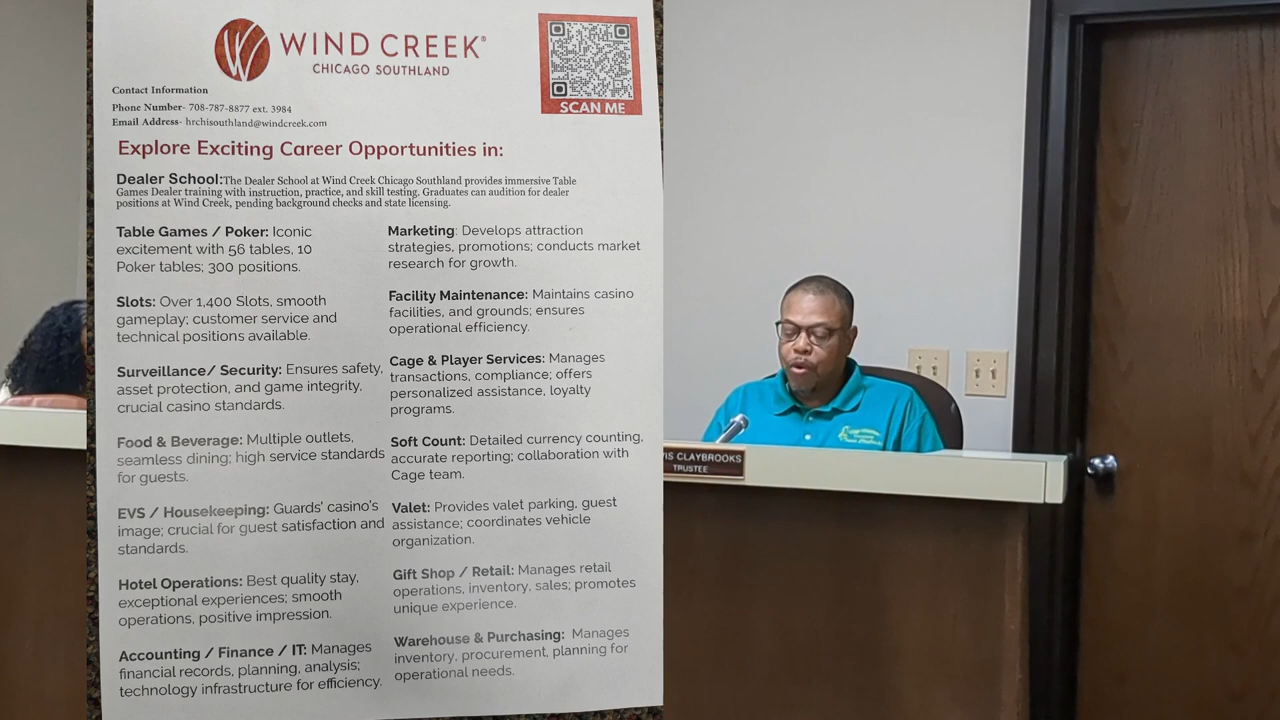 WIND CREEK®
CHICAGO SOUTHLAND
SCAN ME
Contact Information
Phone Number- 708-787-8877 ext. 3984
Email Address- hrchisouthland@windcreek.com
Explore Exciting Career Opportunities in:
Dealer School:The Dealer School at Wind Creek Chicago Southland provides immersive Table
Games Dealer training with instruction, practice, and skill testing. Graduates can audition for dealer
positions at Wind Creek, pending background checks and state licensing.
Table Games / Poker: Iconic
excitement with 56 tables, 10
Poker tables; 300 positions.
Slots: Over 1,400 Slots, smooth
gameplay; customer service and
technical positions available.
Surveillance/ Security: Ensures safety,
asset protection, and game integrity,
crucial casino standards.
Food & Beverage: Multiple outlets,
seamless dining; high service standards
for guests.
EVS / Housekeeping: Guards' casino's
image; crucial for guest satisfaction and
standards.
Hotel Operations: Best quality stay,
exceptional experiences; smooth
operations, positive impression.
Accounting / Finance / IT: Manages
financial records, planning, analysis;
technology infrastructure for efficiency.
Marketing: Develops attraction
strategies, promotions; conducts market
research for growth.
Facility Maintenance: Maintains casino
facilities, and grounds; ensures
operational efficiency.
Cage & Player Services: Manages
transactions, compliance; offers
personalized assistance, loyalty
programs.
Soft Count: Detailed currency counting,
accurate reporting; collaboration with
Cage team.
Valet: Provides valet parking, guest
assistance; coordinates vehicle
organization.
Gift Shop / Retail: Manages retail
operations, inventory, sales; promotes
unique experience.
Warehouse & Purchasing: Manages
inventory, procurement, planning for
operational needs.
VIS CLAYBROOKS
TRUSTEE